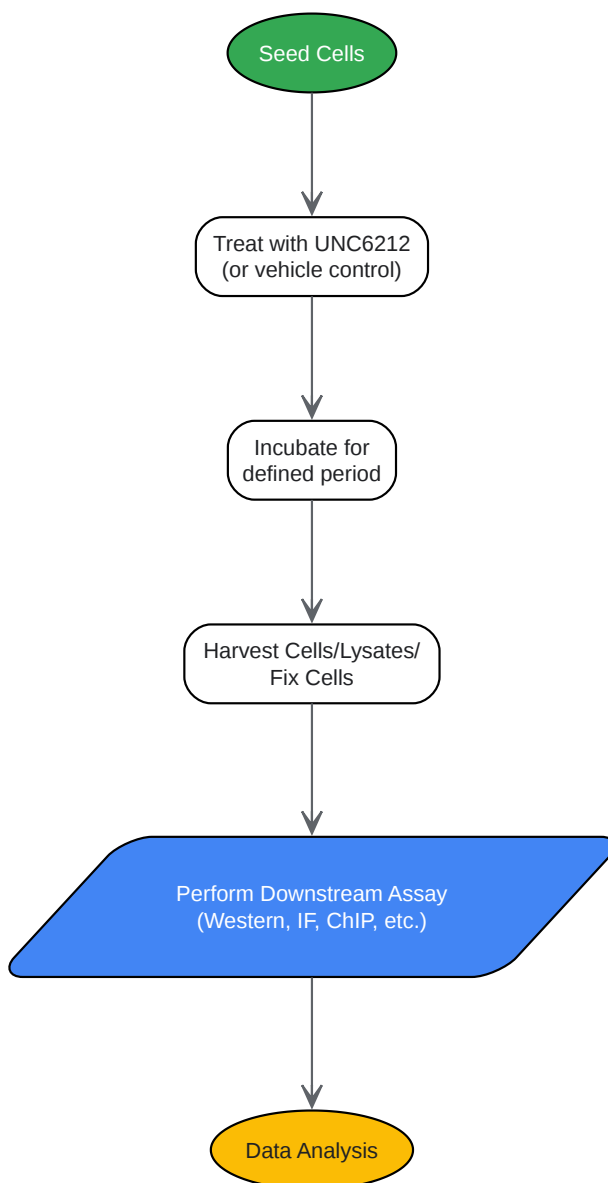 Seed Cells
Treat with UNC6212
(or vehicle control)
Incubate for
defined period
Harvest Cells/Lysates/
Fix Cells
Perform Downstream Assay
(Western, IF, ChIP, etc.)
Data Analysis